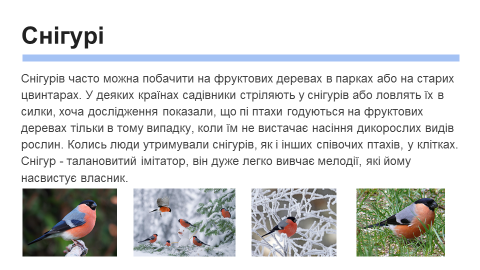 Снігурі
Снігурів часто можна побачити на фруктових деревах в парках або на старих
цвинтарах. У деяких країнах садівники стріляють у снігурів або ловлять їх в
силки, хоча дослідження показали, що пі птахи годуються на фруктових
деревах тільки в тому випадку, коли їм не вистачає насіння дикорослих видів
рослин. Колись люди утримували снігурів, як і інших співочих птахів, у клітках.
Снігур - талановитий імітатор, він дуже легко вивчає мелодії, які йому
насвистує власник.